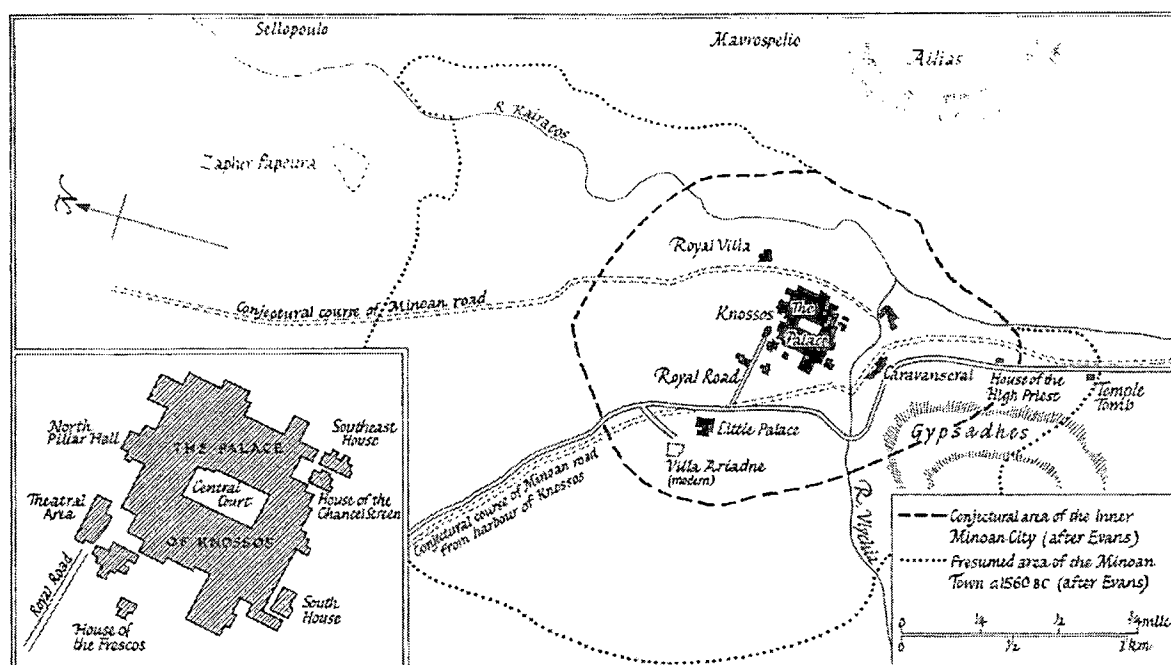 Sellopoulo
Mavrospelio
Ailias
R. Kairatos
Zapher Papoura
N
Royal Villa
Conjectural course of Minoan road
Knossos
The
Palace
Royal Road
Caravanserai
House of the
High Priest
Temple
Tomb
Little Palace
Gypsadhes
Villa Ariadne
(modern)
Conjectural course of Minoan road
from harbour of Knossos
R. Vlychia
North
Pillar Hall
THE PALACE
Southeast
House
Theatral
Area
Central
Court
House of the
Chancel Screen
OF KNOSSOS
Royal Road
South
House
House of
the Frescos
Conjectural area of the Inner
Minoan City (after Evans)
Presumed area of the Minoan
Town a1560 BC (after Evans)
0 1/4 1/2 3/4 mile
0 1/2 1 km